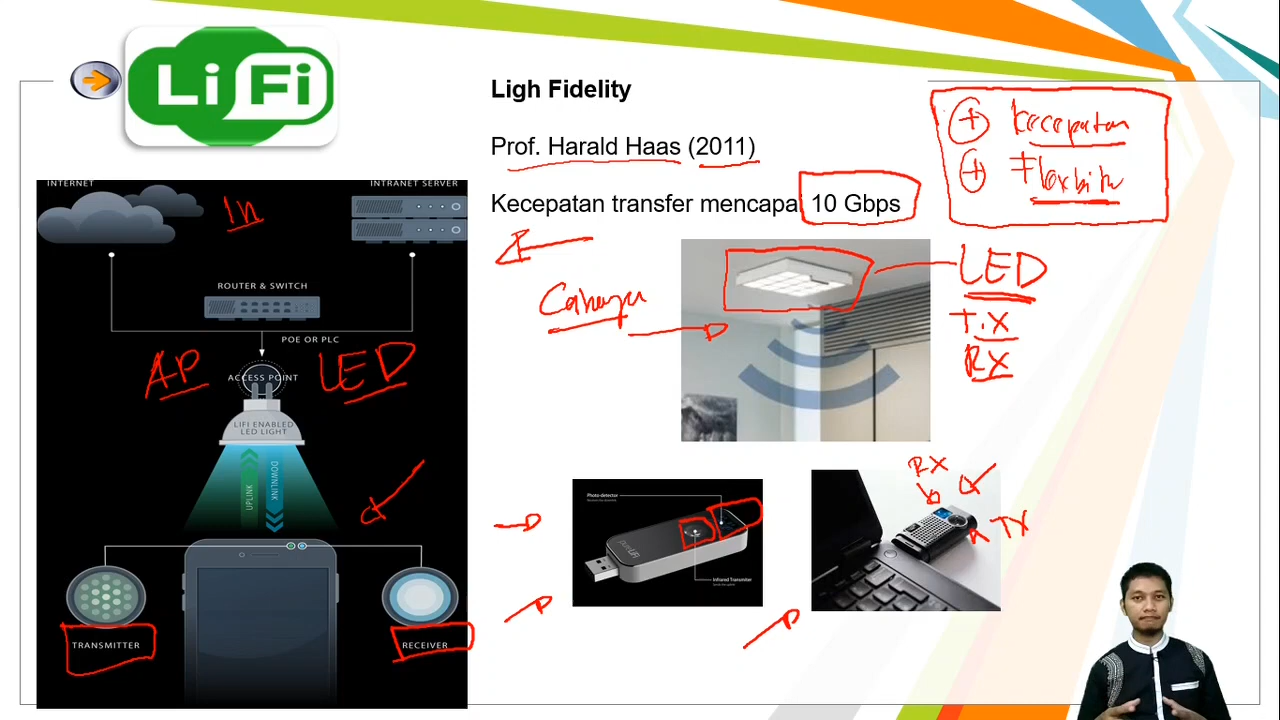 LiFi
Ligh Fidelity
Prof. Harald Haas (2011)
Kecepatan transfer mencapai 10 Gbps
+ Kecepatan
+
INTERNET
INTRANET SERVER
In
ROUTER & SWITCH
POE OR PLC
AP
ACCESS POINT
LED
LIFI ENABLED
LED LIGHT
UPLINK
DOWNLINK
TRANSMITTER
RECEIVER
Cahaya
LED
TX
RX
Photo-detector
pureLiFi
Infrared Transmitter
RX
TX